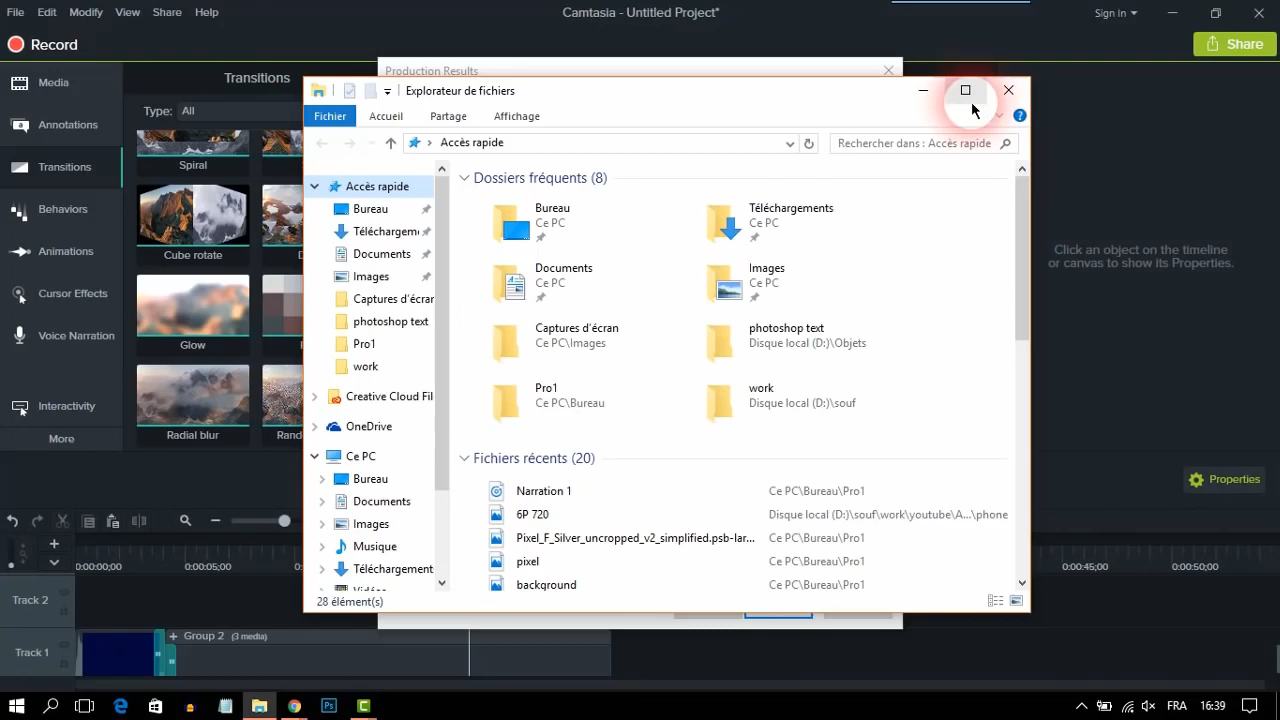 File Edit Modify View Share Help
Camtasia - Untitled Project*
Sign In
Record
Share
Production Results
Media
Annotations
Transitions
Behaviors
Animations
Cursor Effects
Voice Narration
Interactivity
More
Transitions
Type: All
Spiral
Cube rotate
Glow
Radial blur
Explorateur de fichiers
Fichier Accueil Partage Affichage
Accès rapide
Rechercher dans : Accès rapide
Accès rapide
Bureau
Documents
Images
Captures d'écran
photoshop text
Pro1
work
Creative Cloud Fil
OneDrive
Ce PC
Bureau
Documents
Images
Musique
Téléchargement
Dossiers fréquents (8)
Bureau
Ce PC
Téléchargements
Ce PC
Documents
Ce PC
Images
Ce PC
Captures d'écran
Ce PC\Images
photoshop text
Disque local (D:)\Objets
Pro1
Ce PC\Bureau
work
Disque local (D:)\souf
Fichiers récents (20)
Narration 1 Ce PC\Bureau\Pro1
6P 720 Disque local (D:)\souf\work\youtube\A...\phone
Pixel_F_Silver_uncropped_v2_simplified.psb-lar... Ce PC\Bureau\Pro1
pixel Ce PC\Bureau\Pro1
background Ce PC\Bureau\Pro1
28 élément(s)
Click an object on the timeline
or canvas to show its Properties.
Properties
0:00:00;00 0:00:05;00 0:00:45;00 0:00:50;00
Track 2
Track 1
Group 2 (3 media)
FRA 16:39